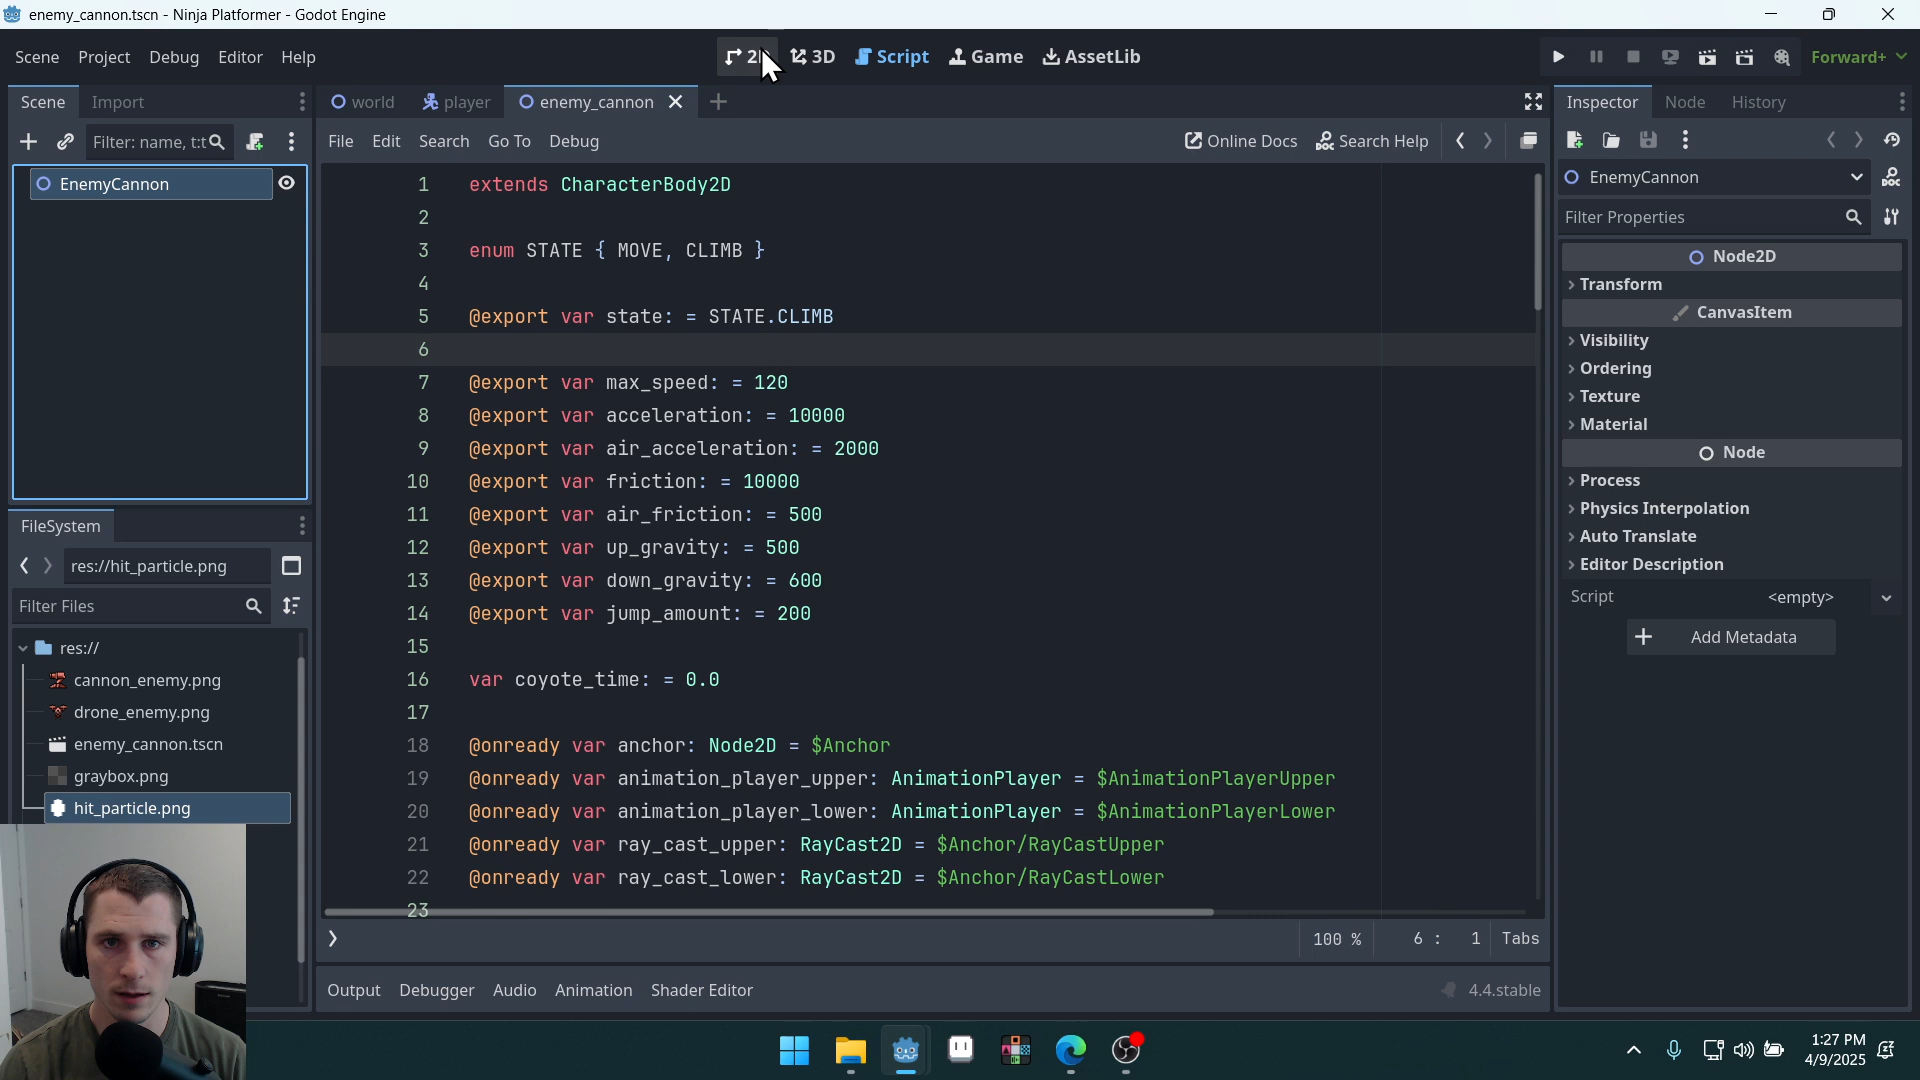 enemy_cannon.tscn - Ninja Platformer - Godot Engine
Scene Project Debug Editor Help
2D 3D Script Game AssetLib
Forward+
Scene Import
world player enemy_cannon
Inspector Node History
Filter: name, t:t
File Edit Search Go To Debug
Online Docs Search Help
EnemyCannon
EnemyCannon
Filter Properties
1 extends CharacterBody2D
2
3 enum STATE { MOVE, CLIMB }
4
5 @export var state: = STATE.CLIMB
6
7 @export var max_speed: = 120
8 @export var acceleration: = 10000
9 @export var air_acceleration: = 2000
10 @export var friction: = 10000
11 @export var air_friction: = 500
12 @export var up_gravity: = 500
13 @export var down_gravity: = 600
14 @export var jump_amount: = 200
15
16 var coyote_time: = 0.0
17
18 @onready var anchor: Node2D = $Anchor
19 @onready var animation_player_upper: AnimationPlayer = $AnimationPlayerUpper
20 @onready var animation_player_lower: AnimationPlayer = $AnimationPlayerLower
21 @onready var ray_cast_upper: RayCast2D = $Anchor/RayCastUpper
22 @onready var ray_cast_lower: RayCast2D = $Anchor/RayCastLower
23
Node2D
Transform
CanvasItem
Visibility
Ordering
Texture
Material
Node
Process
Physics Interpolation
Auto Translate
Editor Description
Script <empty>
Add Metadata
FileSystem
res://hit_particle.png
Filter Files
res://
cannon_enemy.png
drone_enemy.png
enemy_cannon.tscn
graybox.png
hit_particle.png
100 % 6 : 1 Tabs
Output Debugger Audio Animation Shader Editor
4.4.stable
1:27 PM
4/9/2025